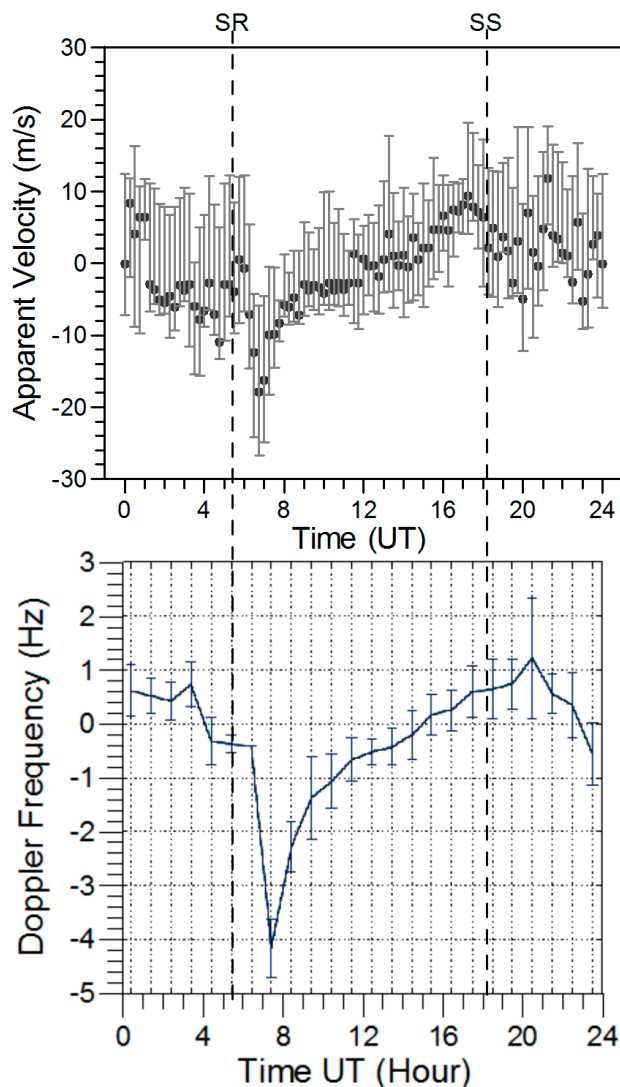 SR SS
30
20
10
0
-10
-20
-30
Apparent Velocity (m/s)
0 4 8 12 16 20 24
Time (UT)
3
2
1
0
-1
-2
-3
-4
-5
Doppler Frequency (Hz)
0 4 8 12 16 20 24
Time UT (Hour)